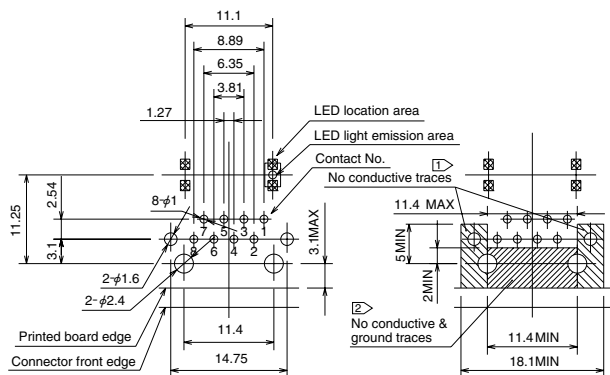 11.1
8.89
6.35
3.81
1.27
LED location area
LED light emission area
Contact No.
1
No conductive traces
11.25
2.54
3.1
8-φ1
7 5 3 1
8 6 4 2
3.1MAX
11.4 MAX
5MIN
2MIN
2-φ1.6
2-φ2.4
2
No conductive &
ground traces
Printed board edge
Connector front edge
11.4
14.75
11.4MIN
18.1MIN